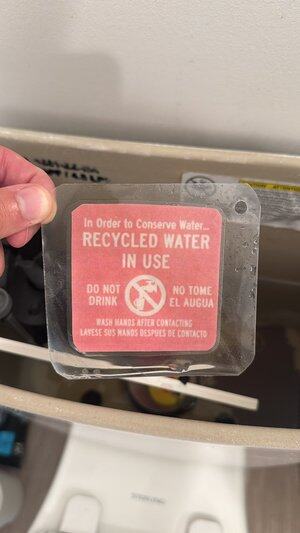 In Order to Conserve Water...
RECYCLED WATER
IN USE
DO NOT
DRINK
NO TOME
EL AUGUA
WASH HANDS AFTER CONTACTING
LAVESE SUS MANOS DESPUES DE CONTACTO